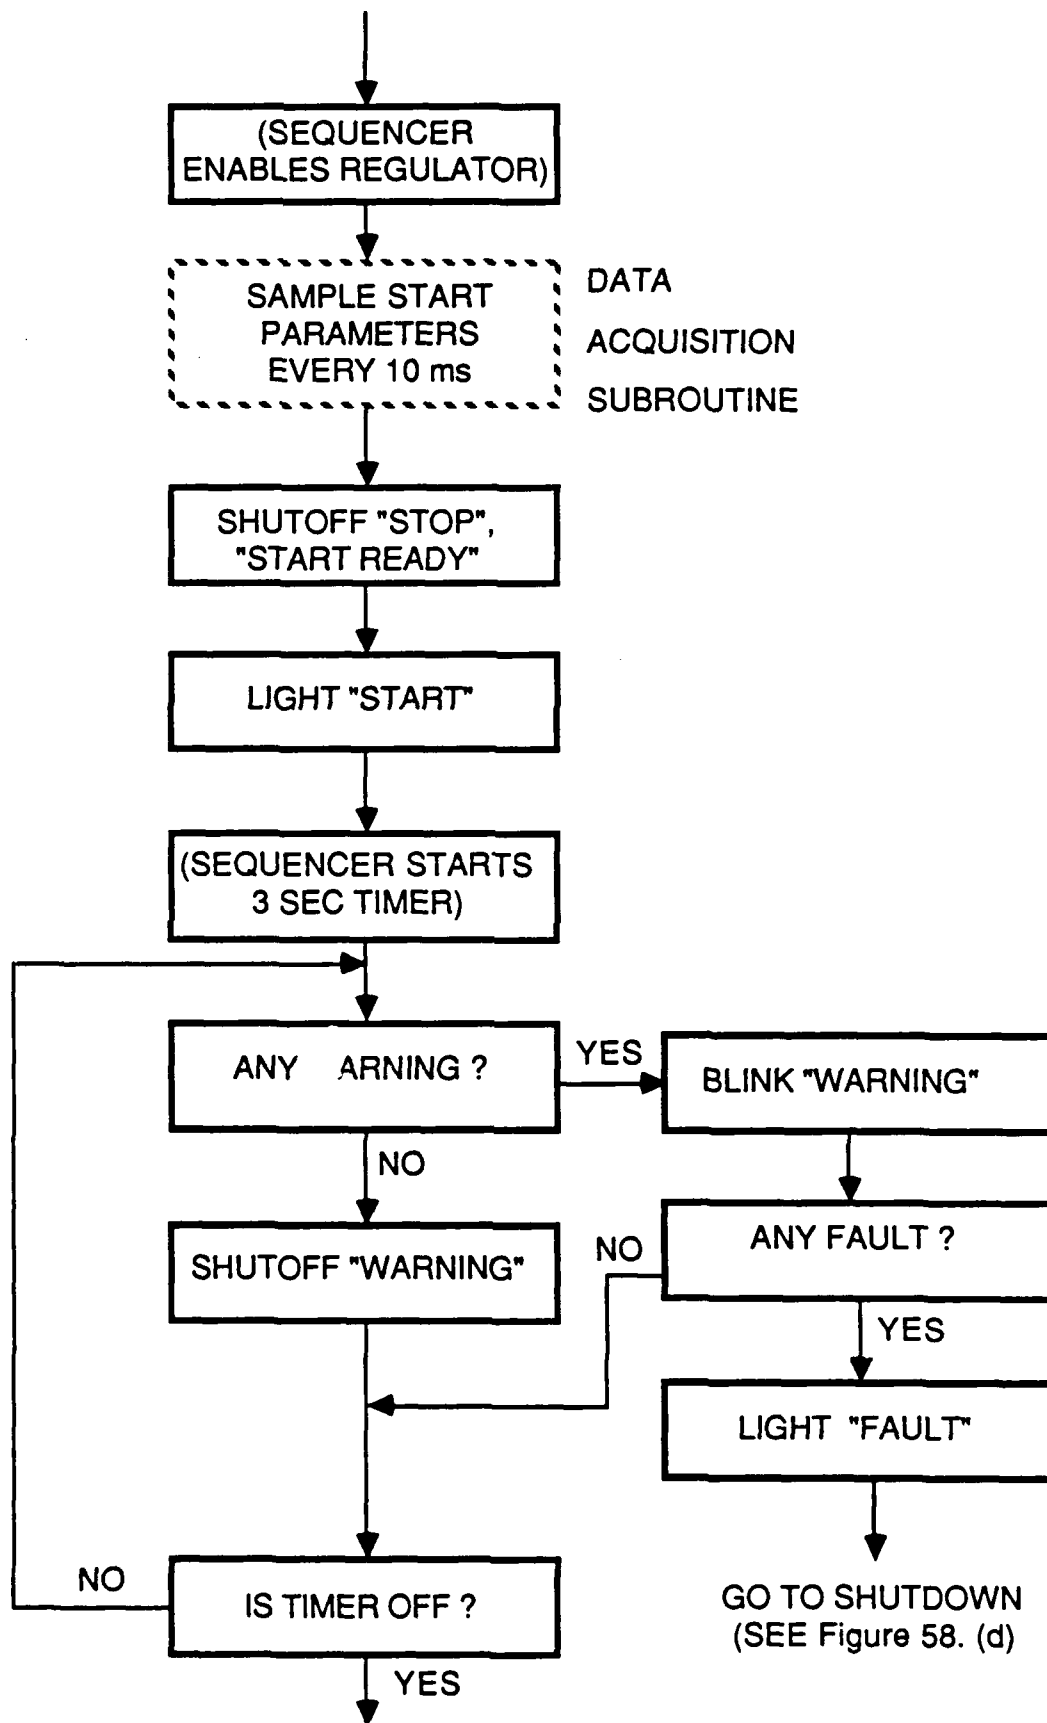 (SEQUENCER
ENABLES REGULATOR)
SAMPLE START
PARAMETERS
EVERY 10 ms
DATA
ACQUISITION
SUBROUTINE
SHUTOFF "STOP",
"START READY"
LIGHT "START"
(SEQUENCER STARTS
3 SEC TIMER)
ANY ARNING ?
YES
BLINK "WARNING"
NO
SHUTOFF "WARNING"
ANY FAULT ?
NO
YES
LIGHT "FAULT"
IS TIMER OFF ?
NO
YES
GO TO SHUTDOWN
(SEE Figure 58. (d)